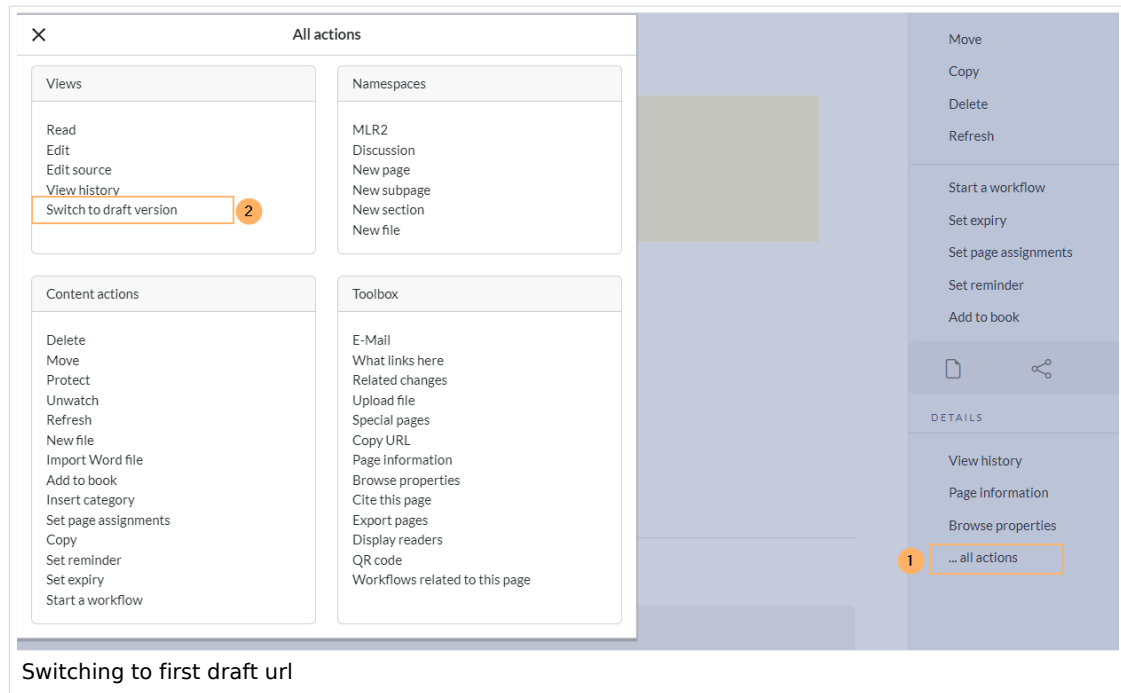 All actions
Views
Read
Edit
Edit source
View history
Switch to draft version
2
Namespaces
MLR2
Discussion
New page
New subpage
New section
New file
Content actions
Delete
Move
Protect
Unwatch
Refresh
New file
Import Word file
Add to book
Insert category
Set page assignments
Copy
Set reminder
Set expiry
Start a workflow
Toolbox
E-Mail
What links here
Related changes
Upload file
Special pages
Copy URL
Page information
Browse properties
Cite this page
Export pages
Display readers
QR code
Workflows related to this page
Move
Copy
Delete
Refresh
Start a workflow
Set expiry
Set page assignments
Set reminder
Add to book
DETAILS
View history
Page information
Browse properties
1
... all actions
Switching to first draft url